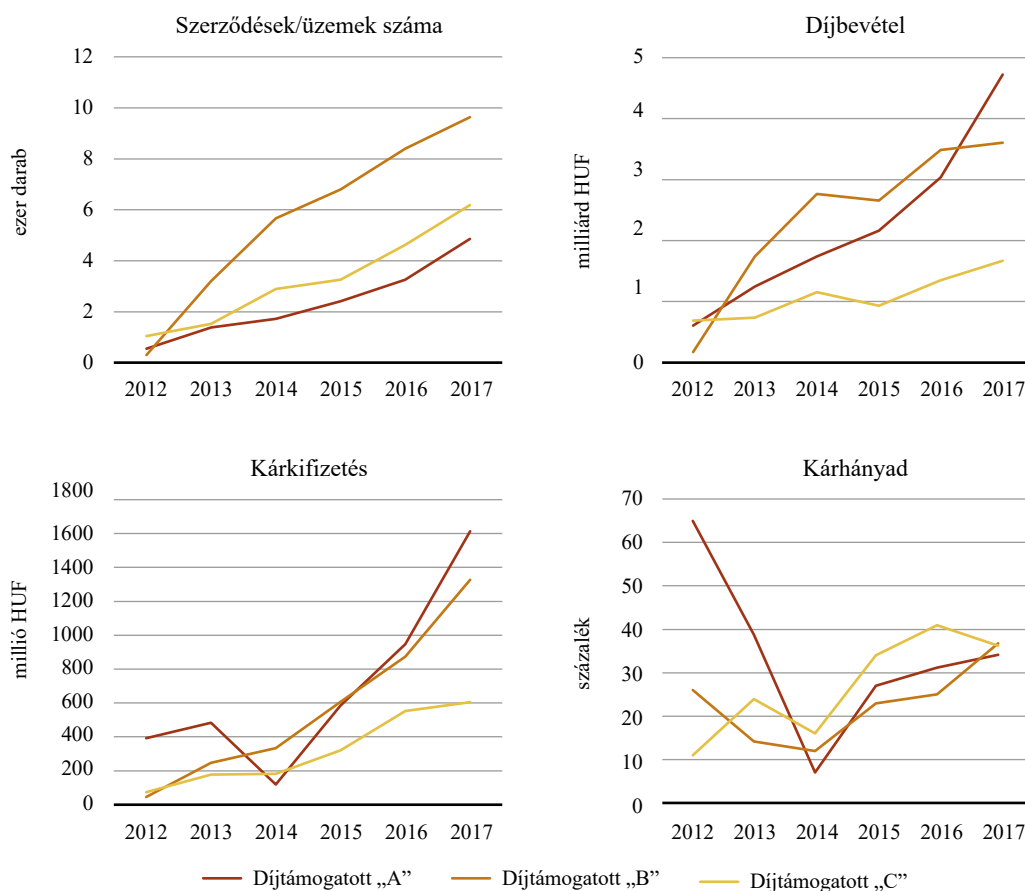 Szerződések/üzemek száma
12
10
8
6
4
2
0
ezer darab
2012 2013 2014 2015 2016 2017
Díjbevétel
5
4
3
2
1
0
milliárd HUF
2012 2013 2014 2015 2016 2017
Kárkifizetés
1800
1600
1400
1200
1000
800
600
400
200
0
millió HUF
2012 2013 2014 2015 2016 2017
Kárhányad
70
60
50
40
30
20
10
0
százalék
2012 2013 2014 2015 2016 2017
Díjtámogatott „A” Díjtámogatott „B” Díjtámogatott „C”